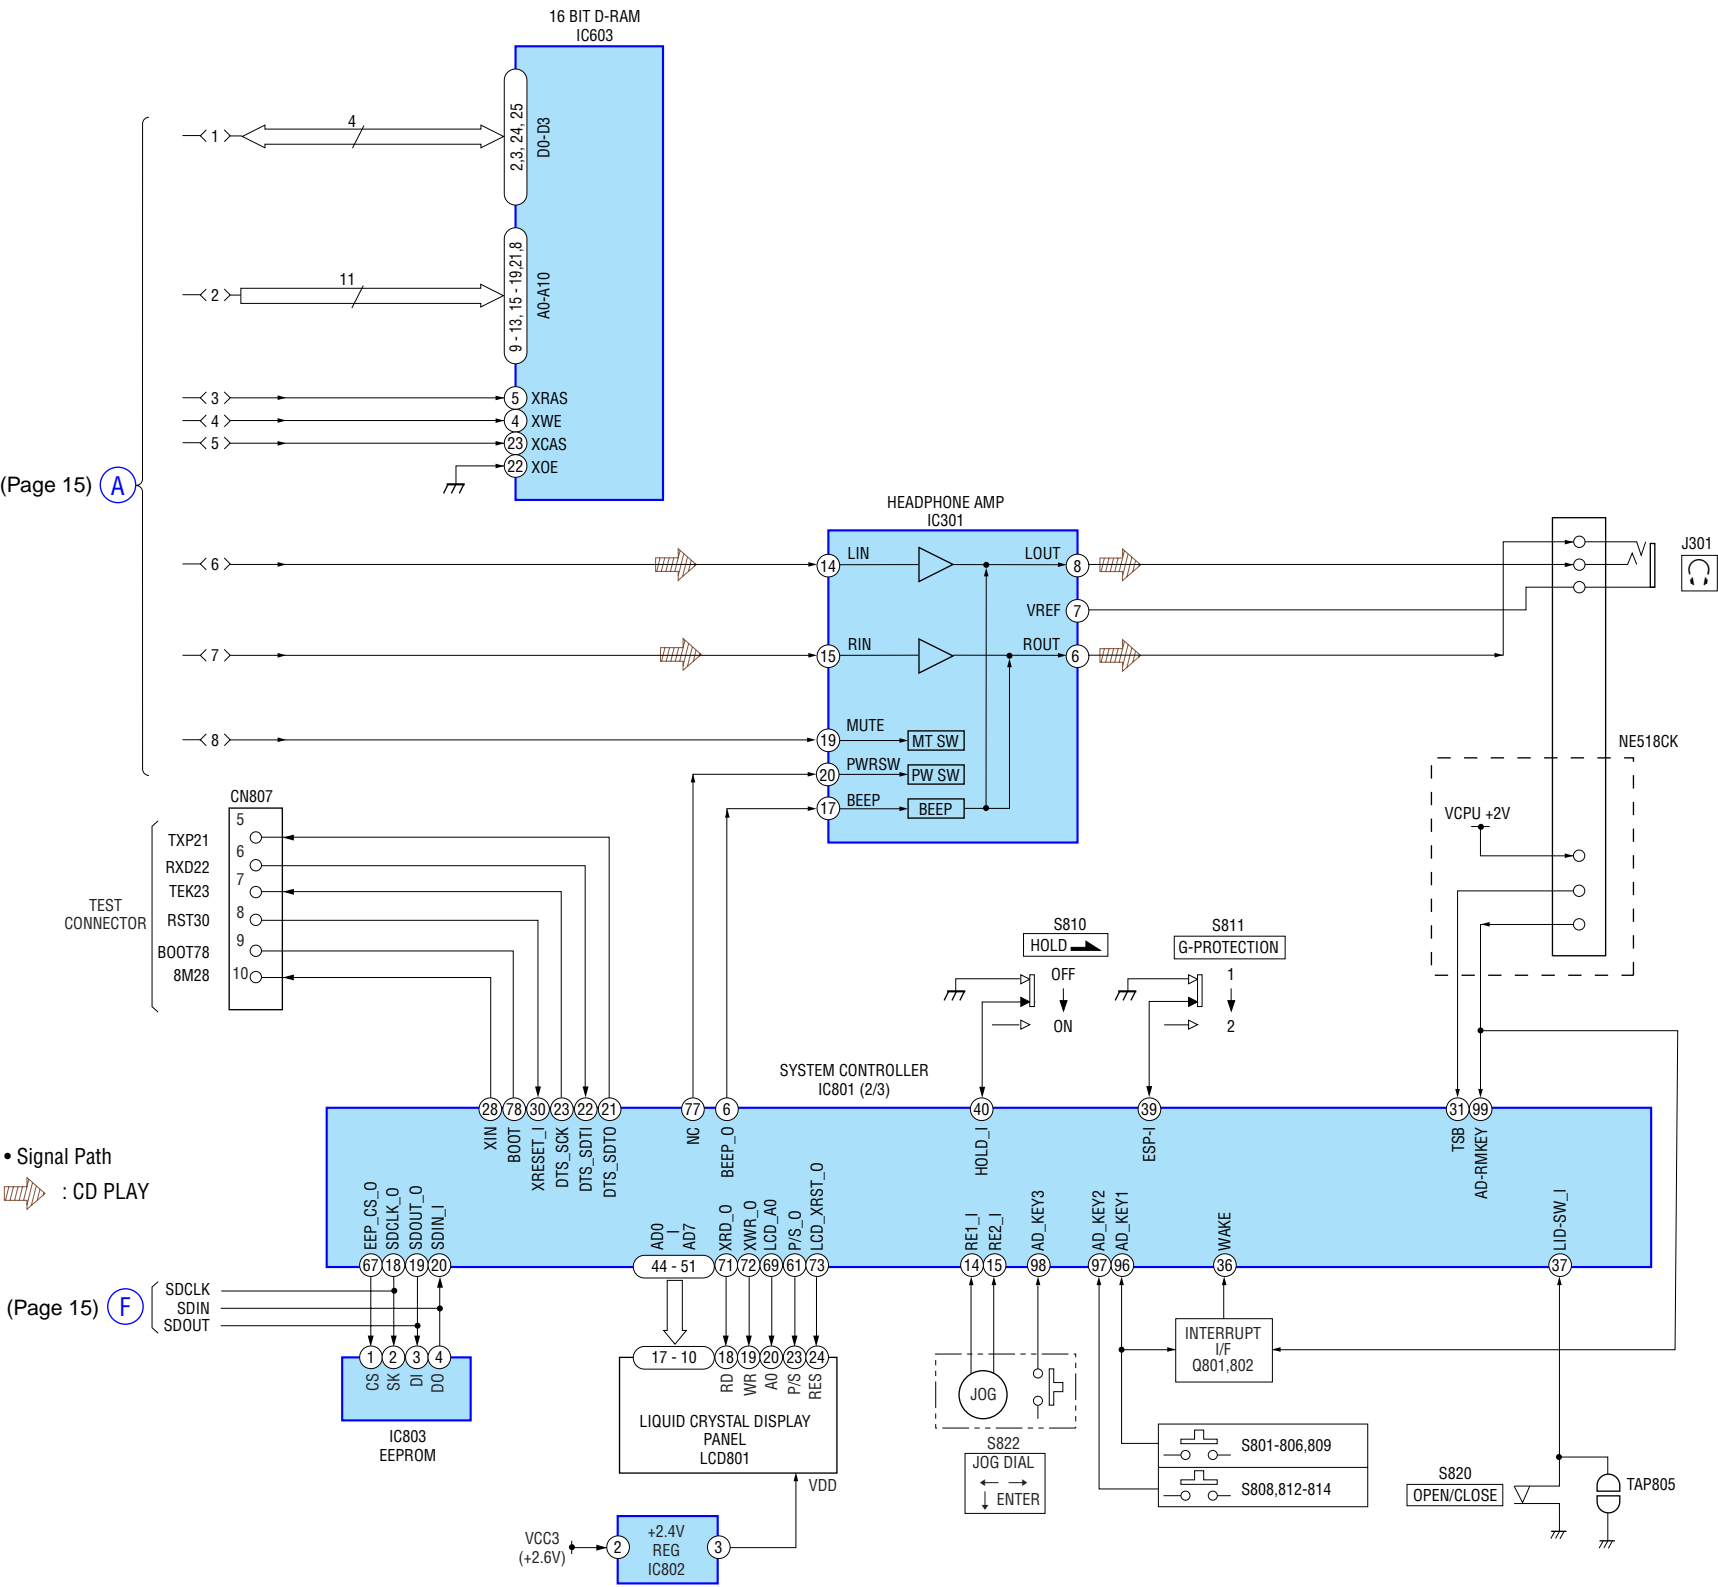 16 BIT D-RAM
IC603
1
4
2,3, 24, 25
D0-D3
2
11
9 - 13, 15 - 19,21,8
A0-A10
3
5 XRAS
4
4 XWE
5
23 XCAS
22 XOE
(Page 15) A
HEADPHONE AMP
IC301
6
14 LIN
LOUT 8
VREF 7
7
15 RIN
ROUT 6
8
19 MUTE
MT SW
20 PWRSW
PW SW
17 BEEP
BEEP
J301
NE518CK
VCPU +2V
CN807
TEST
CONNECTOR
TXP21 5
RXD22 6
TEK23 7
RST30 8
BOOT78 9
8M28 10
S810
HOLD
OFF
ON
S811
G-PROTECTION
1
2
SYSTEM CONTROLLER
IC801 (2/3)
28 XIN
78 BOOT
30 XRESET_I
23 DTS_SCK
22 DTS_SDTI
21 DTS_SDTO
77 NC
6 BEEP_O
40 HOLD_I
39 ESP-I
31 TSB
99 AD-RMKEY
• Signal Path
: CD PLAY
EEP_CS_O 67
SDCLK_O 18
SDOUT_O 19
SDIN_I 20
AD0
I
AD7
44 - 51
XRD_O 71
XWR_O 72
LCD_A0 69
P/S_O 61
LCD_XRST_O 73
RE1_I 14
RE2_I 15
AD_KEY3 98
AD_KEY2 97
AD_KEY1 96
WAKE 36
LID-SW_I 37
(Page 15) F
SDCLK
SDIN
SDOUT
1 CS
2 SK
3 DI
4 DO
IC803
EEPROM
17 - 10
18 RD
19 WR
20 A0
23 P/S
24 RES
LIQUID CRYSTAL DISPLAY
PANEL
LCD801
VDD
VCC3
(+2.6V)
2
+2.4V
REG
IC802
3
JOG
S822
JOG DIAL
← →
↓ ENTER
INTERRUPT
I/F
Q801,802
S801-806,809
S808,812-814
S820
OPEN/CLOSE
TAP805